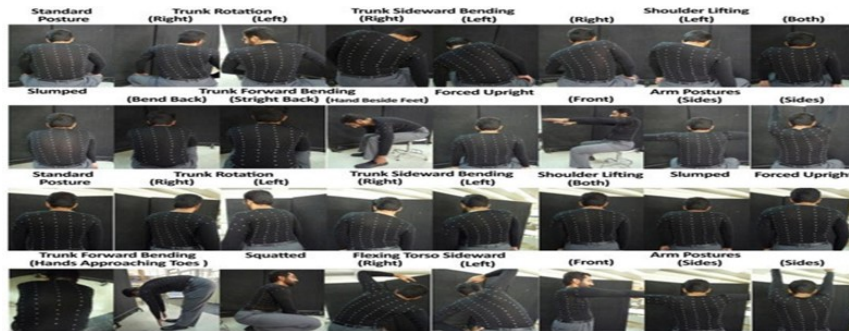 Standard Trunk Rotation Trunk Sideward Bending Shoulder Lifting
Posture (Right) (Left) (Right) (Left) (Right) (Left) (Both)
Slumped Trunk Forward Bending Forced Upright Arm Postures
(Bend Back) (Stright Back) (Hand Beside Feet) (Front) (Sides) (Sides)
Standard Trunk Rotation Trunk Sideward Bending Shoulder Lifting Slumped Forced Upright
Posture (Right) (Left) (Right) (Left) (Both)
Trunk Forward Bending Squatted Flexing Torso Sideward Arm Postures
(Hands Approaching Toes ) (Right) (Left) (Front) (Sides) (Sides)